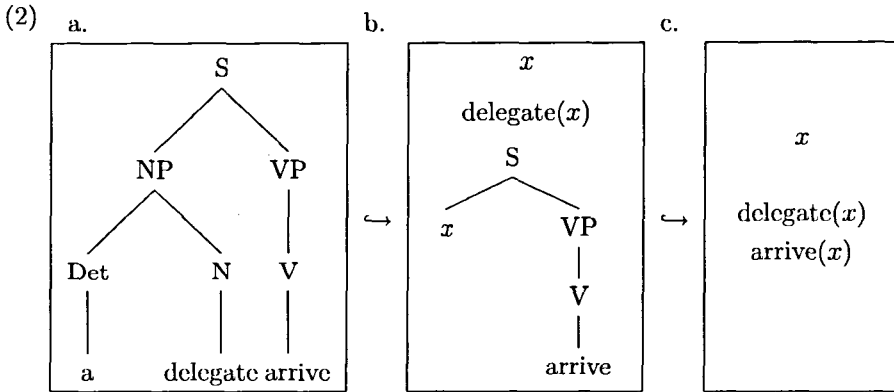 (2) a. b. c.
S
NP VP
Det N V
a delegate arrive
↪
x
delegate(x)
S
x VP
V
arrive
↪
x
delegate(x)
arrive(x)